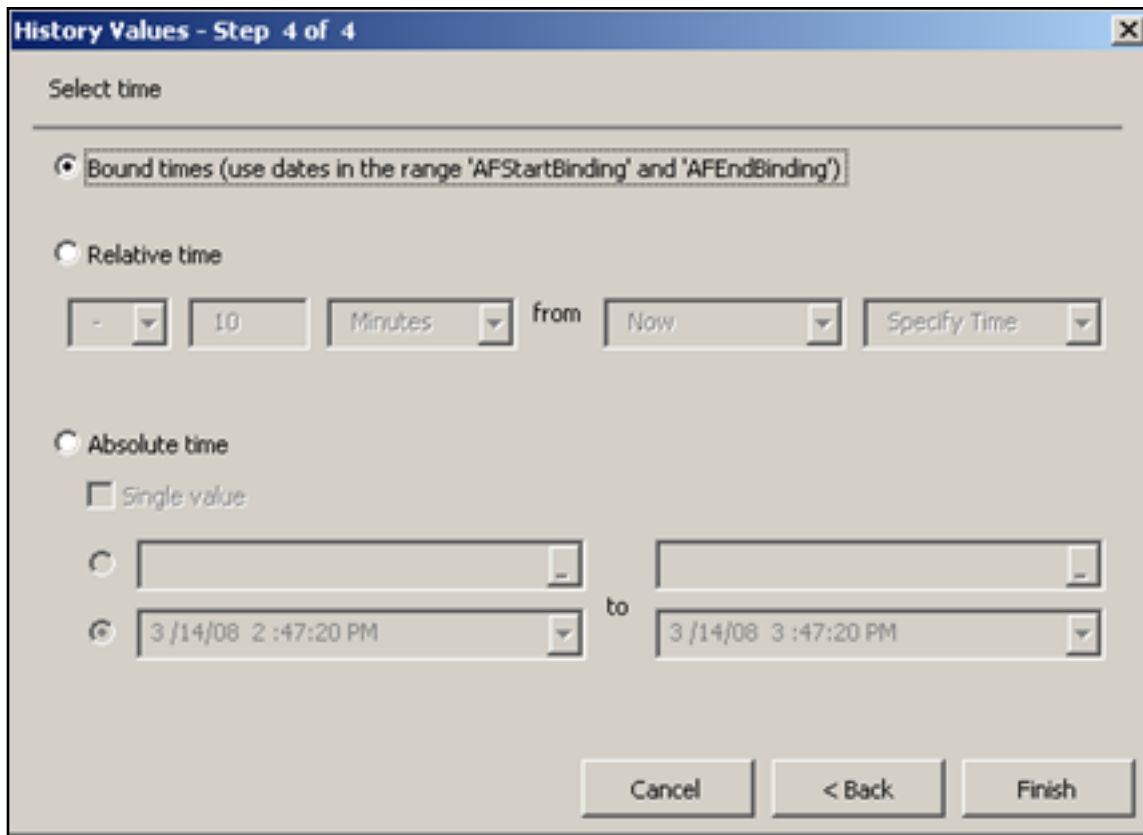 History Values - Step 4 of 4
Select time
Bound times (use dates in the range 'AFStartBinding' and 'AFEndBinding')
Relative time
- 10 Minutes from Now Specify Time
Absolute time
Single value
to
3 /14/08 2 :47:20 PM 3 /14/08 3 :47:20 PM
Cancel < Back Finish